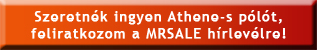 Szeretnék ingyen Athene-s pólót,
feliratkozom a MRSALE hírlevélre!